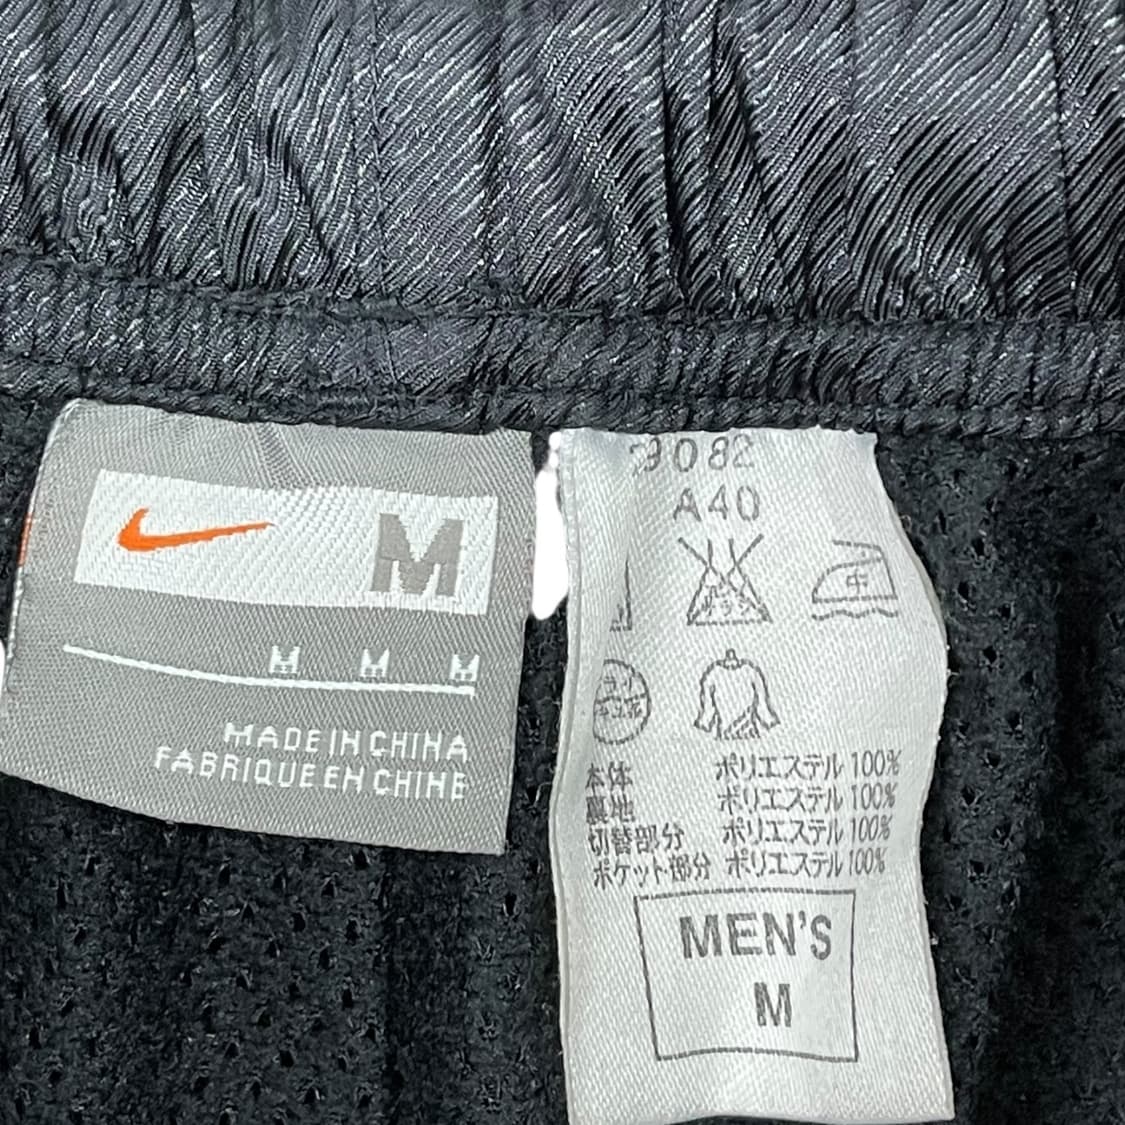 M
M M M
MADE IN CHINA
FABRIQUE EN CHINE
9082
A40
中
本体 ポリエステル 100%
裏地 ポリエステル 100%
切替部分 ポリエステル 100%
ポケット部分 ポリエステル 100%
MEN'S
M